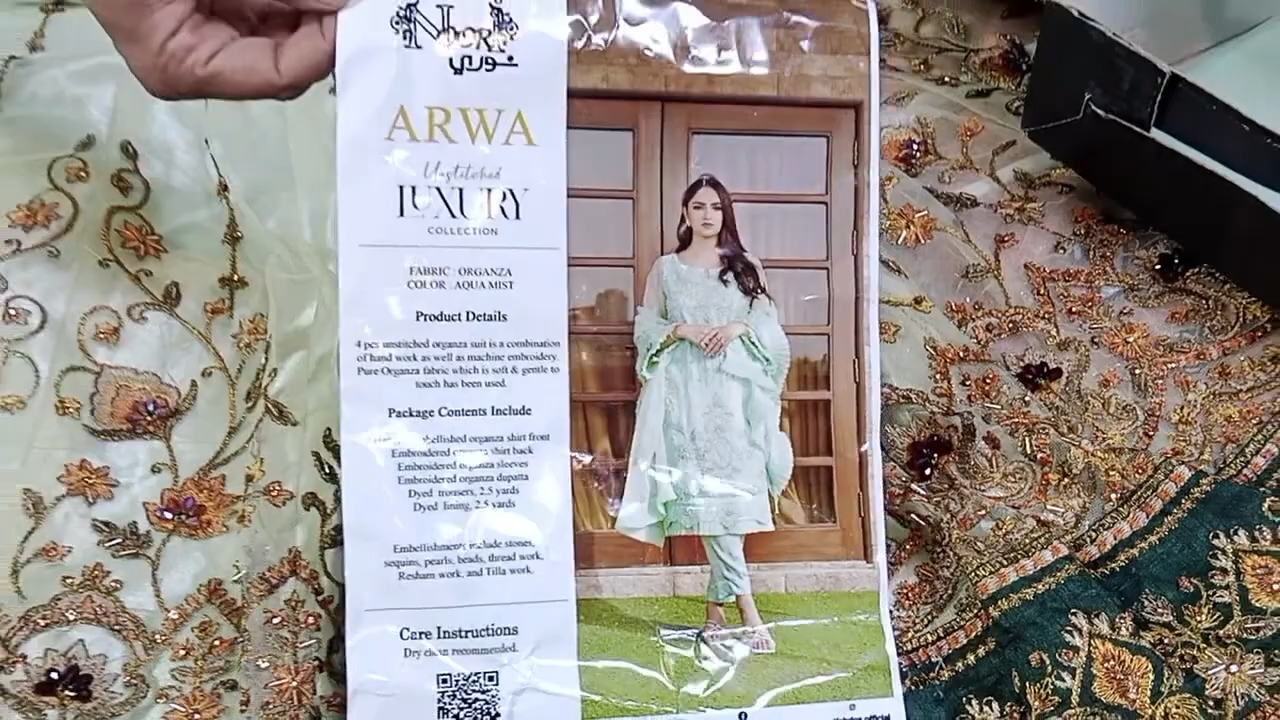 Noori
نوري
ARWA
Unstitched
LUXURY
COLLECTION
FABRIC : ORGANZA
COLOR : AQUA MIST
Product Details
4 pcs unstitched organza suit is a combination
of hand work as well as machine embroidery.
Pure Organza fabric which is soft & gentle to
touch has been used.
Package Contents Include
organza shirt front
Embroidered shirt back
Embroidered organza sleeves
Embroidered organza dupatta
Dyed trousers, 2.5 yards
Dyed lining, 2.5 yards
Embellishments include stones,
sequins, pearls, beads, thread work,
Resham work, and Tilla work.
Care Instructions
Dry clean recommended.